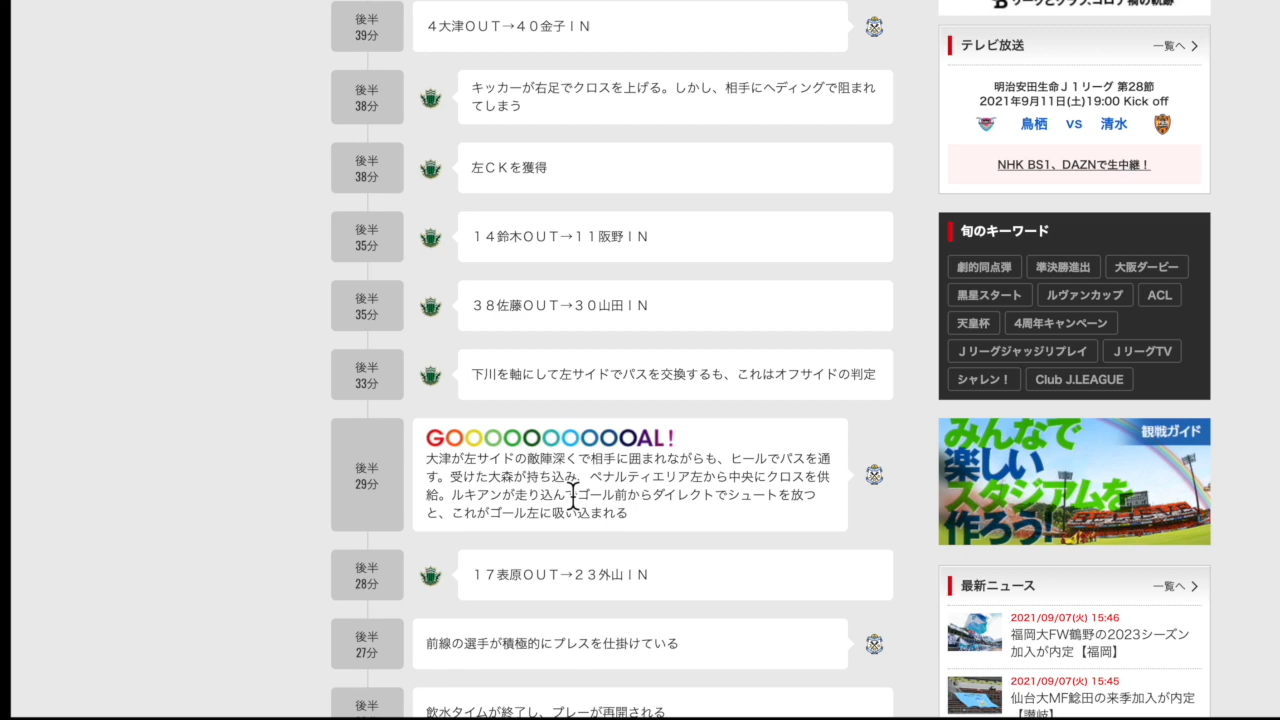 後半
39分
４大津ＯＵＴ→４０金子ＩＮ
後半
38分
キッカーが右足でクロスを上げる。しかし、相手にヘディングで阻まれ
てしまう
後半
38分
左ＣＫを獲得
後半
35分
１４鈴木ＯＵＴ→１１阪野ＩＮ
後半
35分
３８佐藤ＯＵＴ→３０山田ＩＮ
後半
33分
下川を軸にして左サイドでパスを交換するも、これはオフサイドの判定
後半
29分
GOOOOOOOOOOAL!
大津が左サイドの敵陣深くで相手に囲まれながらも、ヒールでパスを通
す。受けた大森が持ち込み、ペナルティエリア左から中央にクロスを供
給。ルキアンが走り込んでゴール前からダイレクトでシュートを放つ
と、これがゴール左に吸い込まれる
後半
28分
１７表原ＯＵＴ→２３外山ＩＮ
後半
27分
前線の選手が積極的にプレスを仕掛けている
飲水タイムが終了し、プレーが再開される
Ｊリーグとクラブ、コロナ禍の軌跡
テレビ放送
一覧へ
明治安田生命Ｊ１リーグ 第28節
2021年9月11日(土)19:00 Kick off
鳥栖 vs 清水
NHK BS1、DAZNで生中継！
旬のキーワード
劇的同点弾 準決勝進出 大阪ダービー
黒星スタート ルヴァンカップ ACL
天皇杯 4周年キャンペーン
Ｊリーグジャッジリプレイ ＪリーグTV
シャレン！ Club J.LEAGUE
みんなで
楽しい
スタジアムを
作ろう！
観戦ガイド
最新ニュース
一覧へ
2021/09/07(火) 15:46
福岡大FW鶴野の2023シーズン
加入が内定【福岡】
2021/09/07(火) 15:45
仙台大MF鯰田の来季加入が内定
【讃岐】